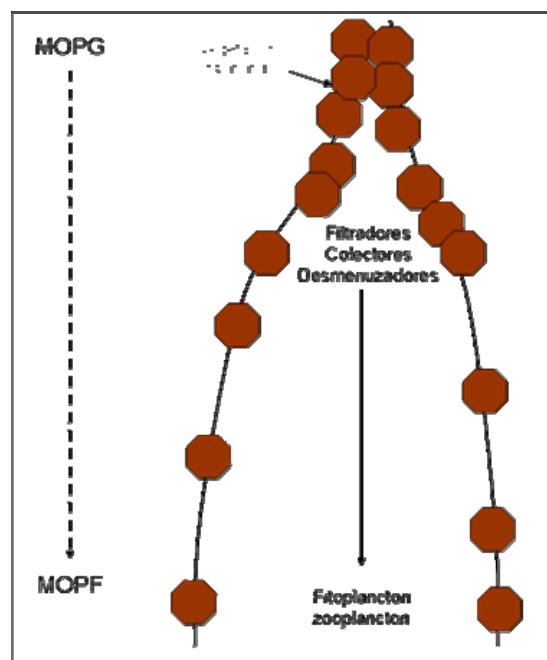 MOPG
Filtradores
Colectores
Desmenuzadores
MOPF
Fitoplancton
zooplancton